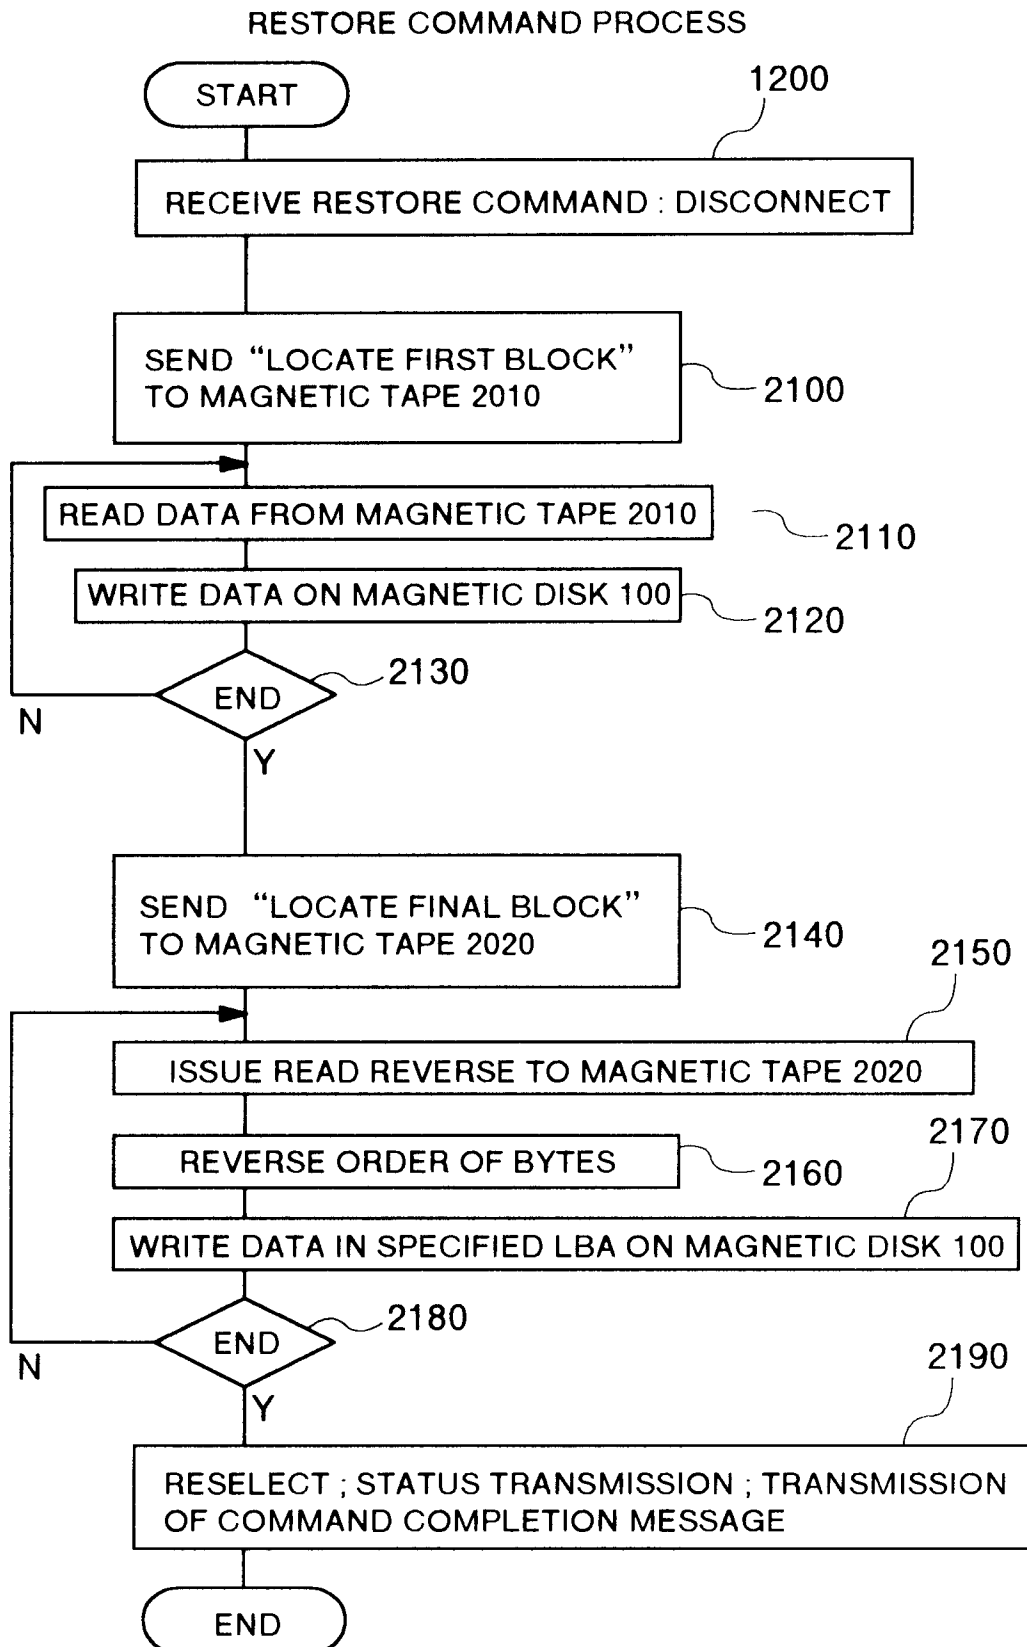 RESTORE COMMAND PROCESS
START
1200
RECEIVE RESTORE COMMAND : DISCONNECT
SEND “LOCATE FIRST BLOCK”
TO MAGNETIC TAPE 2010
2100
READ DATA FROM MAGNETIC TAPE 2010
2110
WRITE DATA ON MAGNETIC DISK 100
2120
END
2130
N
Y
SEND “LOCATE FINAL BLOCK”
TO MAGNETIC TAPE 2020
2140
2150
ISSUE READ REVERSE TO MAGNETIC TAPE 2020
REVERSE ORDER OF BYTES
2160
2170
WRITE DATA IN SPECIFIED LBA ON MAGNETIC DISK 100
END
2180
N
Y
2190
RESELECT ; STATUS TRANSMISSION ; TRANSMISSION
OF COMMAND COMPLETION MESSAGE
END